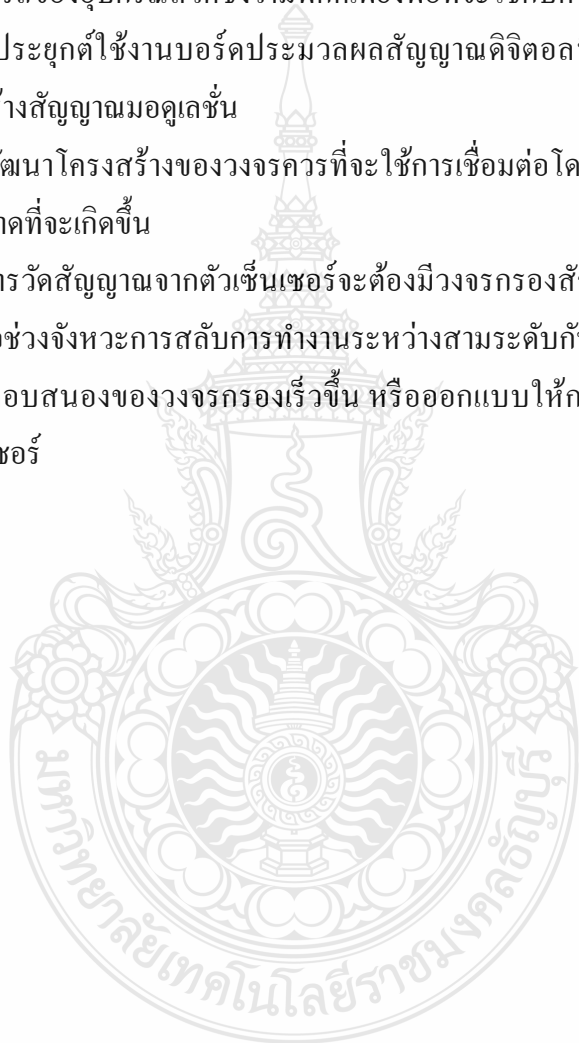 ประยุกต์ใช้งานบอร์ดประมวลผลสัญญาณดิจิตอล
้างสัญญาณมอดูเลชั่น
ัฒนาโครงสร้างของวงจรควรที่จะใช้การเชื่อมต่อโด
าดที่จะเกิดขึ้น
ารวัดสัญญาณจากตัวเซ็นเซอร์จะต้องมีวงจรกรองสั
ช่วงจังหวะการสลับการทำงานระหว่างสามระดับกั
อบสนองของวงจรกรองเร็วขึ้น หรือออกแบบให้ก
ซอร์
มหาวิทยาลัยเทคโนโลยีราชมงคลธัญบุรี